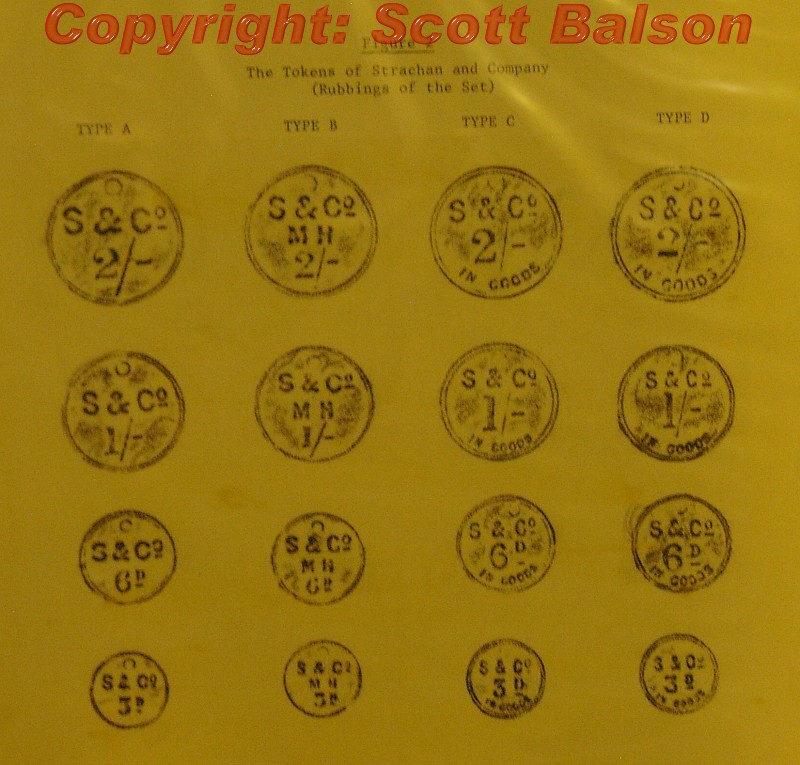 Copyright: Scott Balson
Figure 2
The Tokens of Strachan and Company
(Rubbings of the Set)
TYPE A TYPE B TYPE C TYPE D
S & Cº
2/-
S & Cº
M H
2/-
S & Cº
2/-
IN GOODS
S & Cº
2/-
IN GOODS
S & Cº
1/-
S & Cº
M H
1/-
S & Cº
1/-
IN GOODS
S & Cº
1/-
IN GOODS
S & Cº
6D
S & Cº
M H
6D
S & Cº
6D
IN GOODS
S & Cº
6D
IN GOODS
S & Cº
3D
S & Cº
M H
3D
S & Cº
3D
IN GOODS
S & Cº
3D
IN GOODS